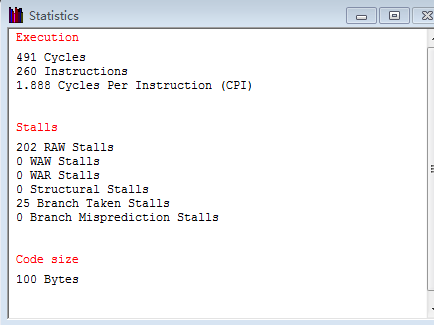 Statistics
Execution
491 Cycles
260 Instructions
1.888 Cycles Per Instruction (CPI)
Stalls
202 RAW Stalls
0 WAW Stalls
0 WAR Stalls
0 Structural Stalls
25 Branch Taken Stalls
0 Branch Misprediction Stalls
Code size
100 Bytes